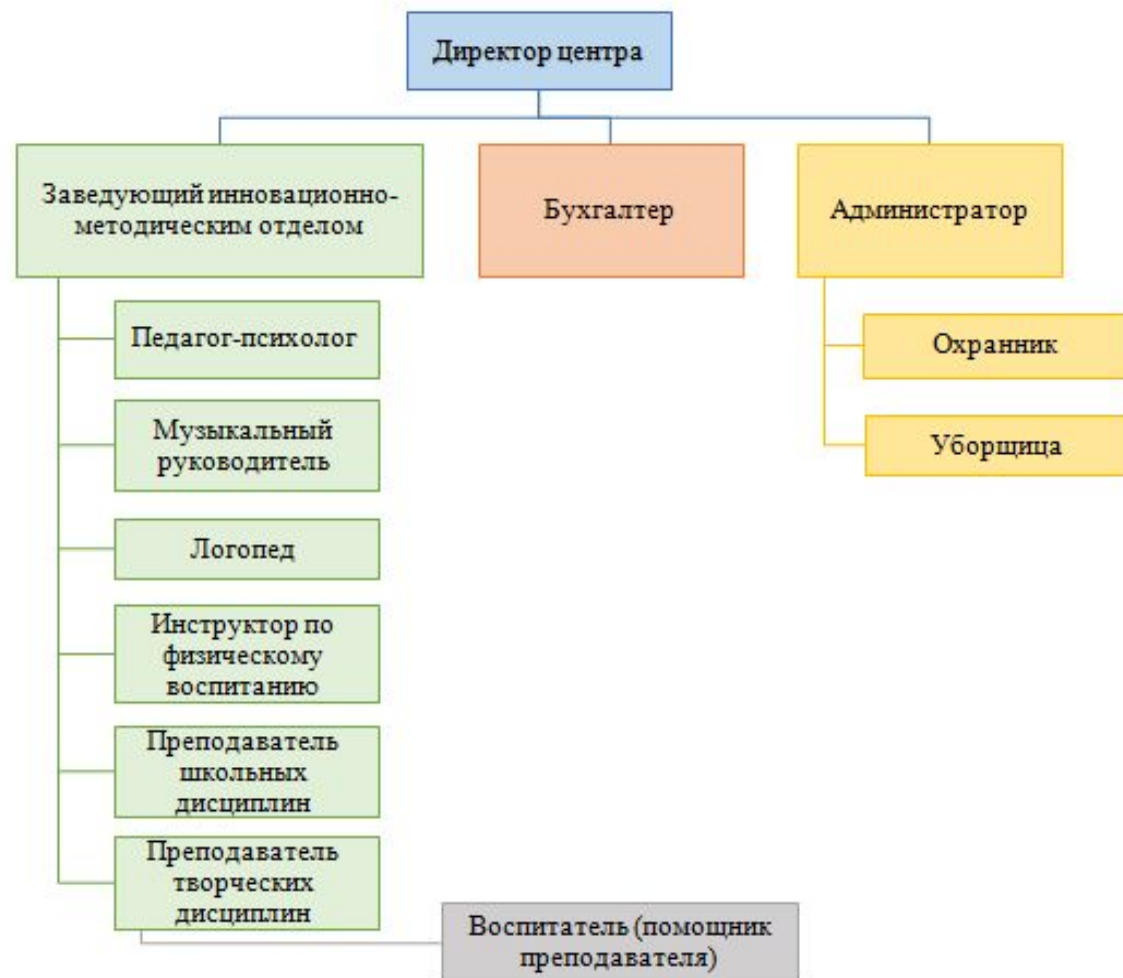 Директор центра
Заведующий инновационно-
методическим отделом
Бухгалтер
Администратор
Педагог-психолог
Музыкальный
руководитель
Логопед
Инструктор по
физическому
воспитанию
Преподаватель
школьных
дисциплин
Преподаватель
творческих
дисциплин
Воспитатель (помощник
преподавателя)
Охранник
Уборщица